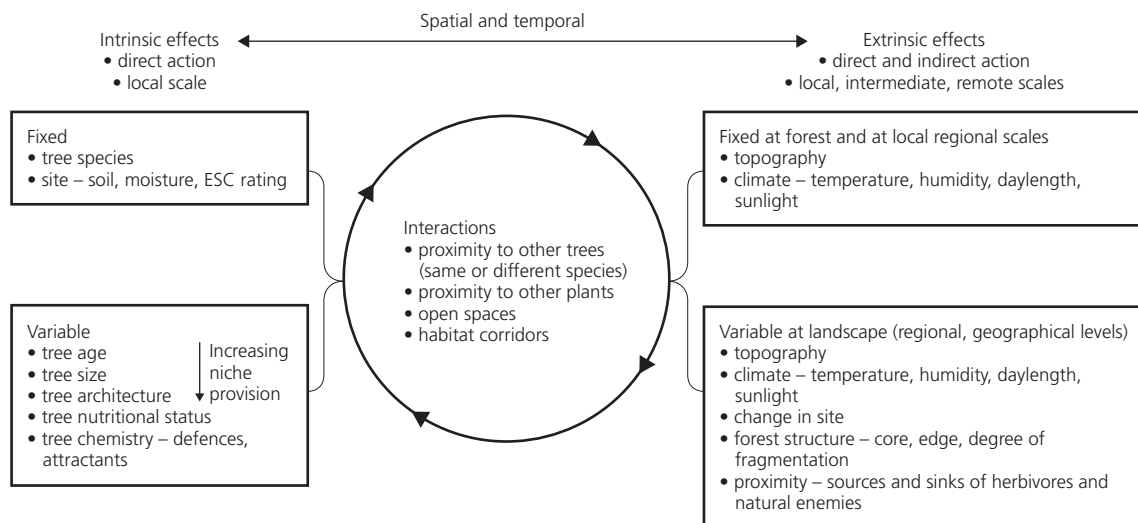 Spatial and temporal
Intrinsic effects
• direct action
• local scale
Extrinsic effects
• direct and indirect action
• local, intermediate, remote scales
Fixed
• tree species
• site – soil, moisture, ESC rating
Variable
• tree age
• tree size
• tree architecture
• tree nutritional status
• tree chemistry – defences,
attractants
Increasing
niche
provision
Interactions
• proximity to other trees
(same or different species)
• proximity to other plants
• open spaces
• habitat corridors
Fixed at forest and at local regional scales
• topography
• climate – temperature, humidity, daylength,
sunlight
Variable at landscape (regional, geographical levels)
• topography
• climate – temperature, humidity, daylength,
sunlight
• change in site
• forest structure – core, edge, degree of
fragmentation
• proximity – sources and sinks of herbivores and
natural enemies